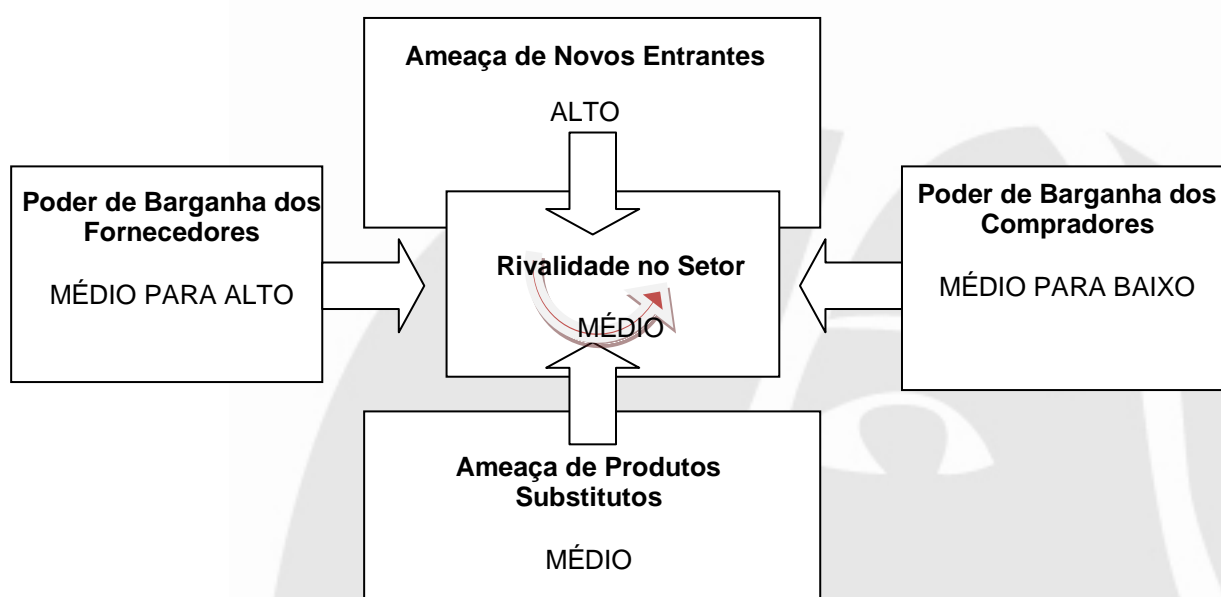 Ameaça de Novos Entrantes
ALTO
Poder de Barganha dos
Fornecedores
MÉDIO PARA ALTO
Rivalidade no Setor
MÉDIO
Poder de Barganha dos
Compradores
MÉDIO PARA BAIXO
Ameaça de Produtos
Substitutos
MÉDIO